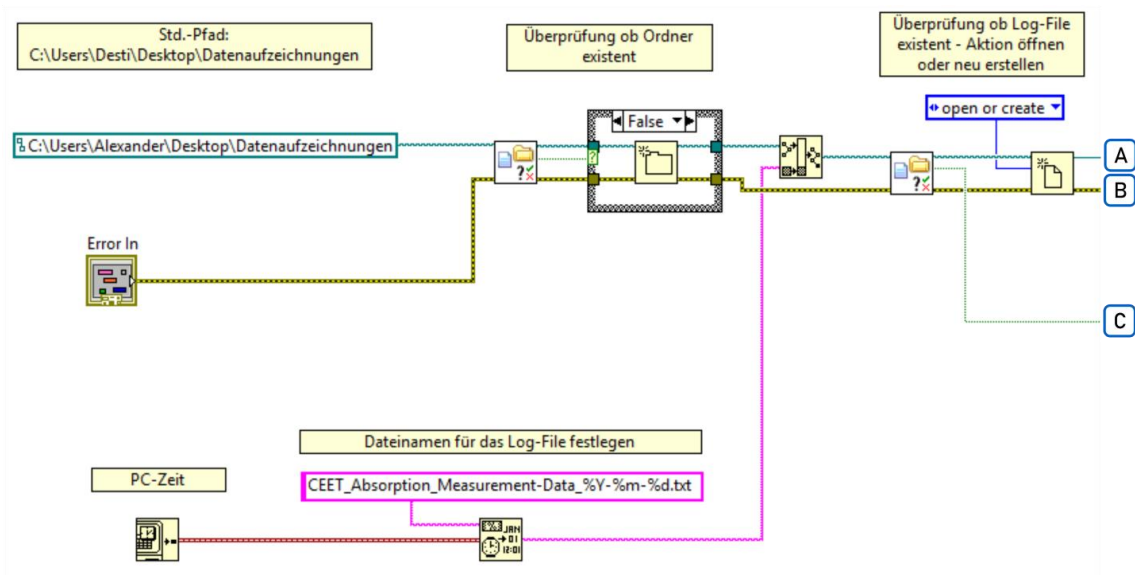 Std.-Pfad:
C:\Users\Desti\Desktop\Datenaufzeichnungen
Überprüfung ob Ordner
existent
Überprüfung ob Log-File
existent - Aktion öffnen
oder neu erstellen
open or create
False
C:\Users\Alexander\Desktop\Datenaufzeichnungen
?
?
?
A
B
Error In
C
Dateinamen für das Log-File festlegen
PC-Zeit
CEET_Absorption_Measurement-Data_%Y-%m-%d.txt
JAN
01
12:01